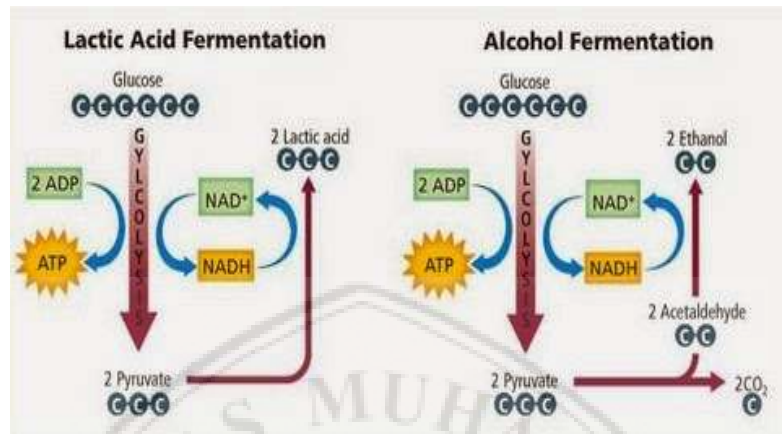 Lactic Acid Fermentation
Glucose
CCCCCC
GYLCOLYSIS
2 ADP
ATP
NAD+
NADH
2 Lactic acid
CCC
2 Pyruvate
CCC
Alcohol Fermentation
Glucose
CCCCCC
GYLCOLYSIS
2 ADP
ATP
NAD+
NADH
2 Ethanol
CC
2 Acetaldehyde
CC
2 Pyruvate
CCC
2CO₂
C
S MUHA